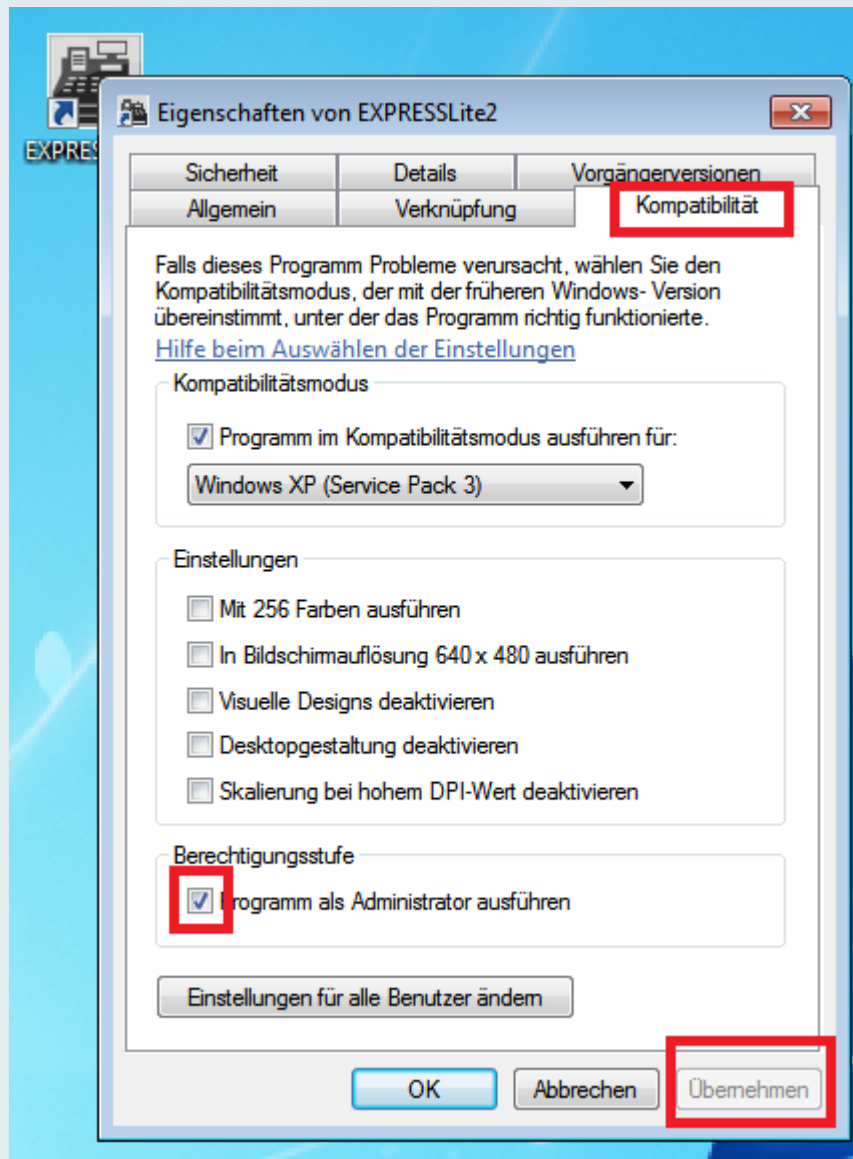 EXPRES
Eigenschaften von EXPRESSLite2
Sicherheit
Details
Vorgängerversionen
Allgemein
Verknüpfung
Kompatibilität
Falls dieses Programm Probleme verursacht, wählen Sie den
Kompatibilitätsmodus, der mit der früheren Windows- Version
übereinstimmt, unter der das Programm richtig funktionierte.
Hilfe beim Auswählen der Einstellungen
Kompatibilitätsmodus
Programm im Kompatibilitätsmodus ausführen für:
Windows XP (Service Pack 3)
Einstellungen
Mit 256 Farben ausführen
In Bildschirmauflösung 640 x 480 ausführen
Visuelle Designs deaktivieren
Desktopgestaltung deaktivieren
Skalierung bei hohem DPI-Wert deaktivieren
Berechtigungsstufe
Programm als Administrator ausführen
Einstellungen für alle Benutzer ändern
OK
Abbrechen
Übernehmen